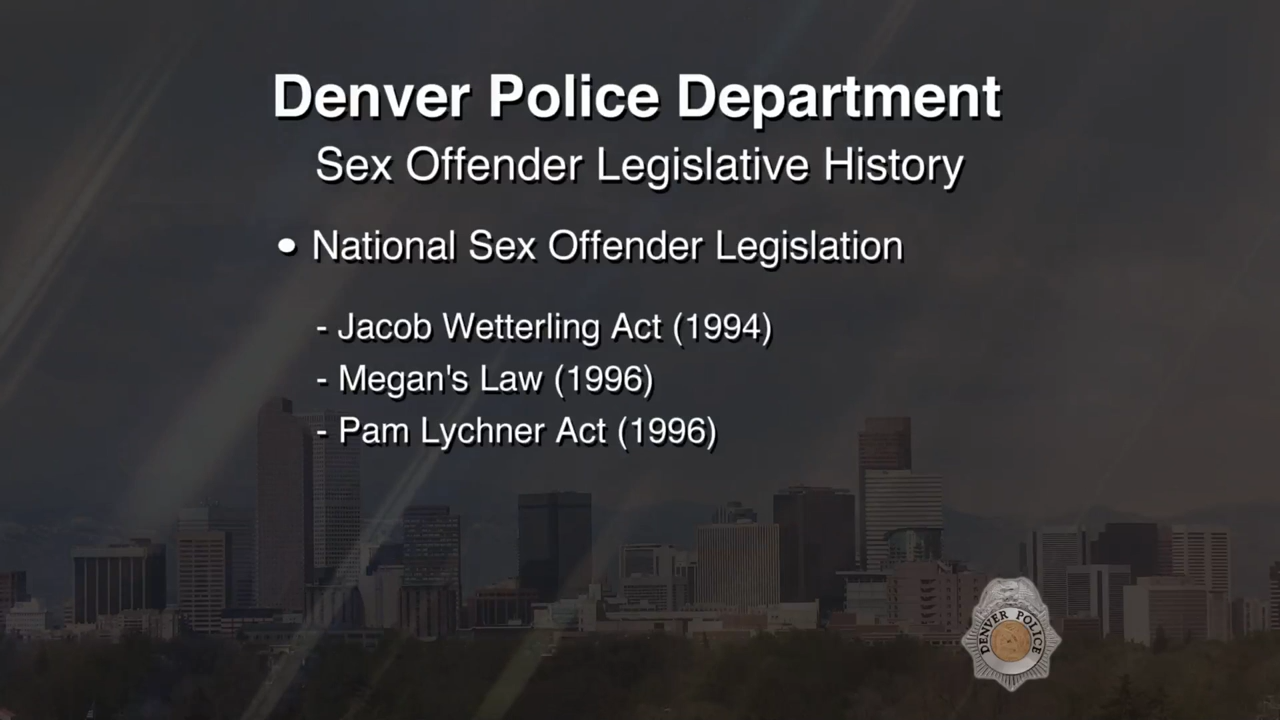 Denver Police Department
Sex Offender Legislative History
• National Sex Offender Legislation
- Jacob Wetterling Act (1994)
- Megan's Law (1996)
- Pam Lychner Act (1996)
DENVER POLICE